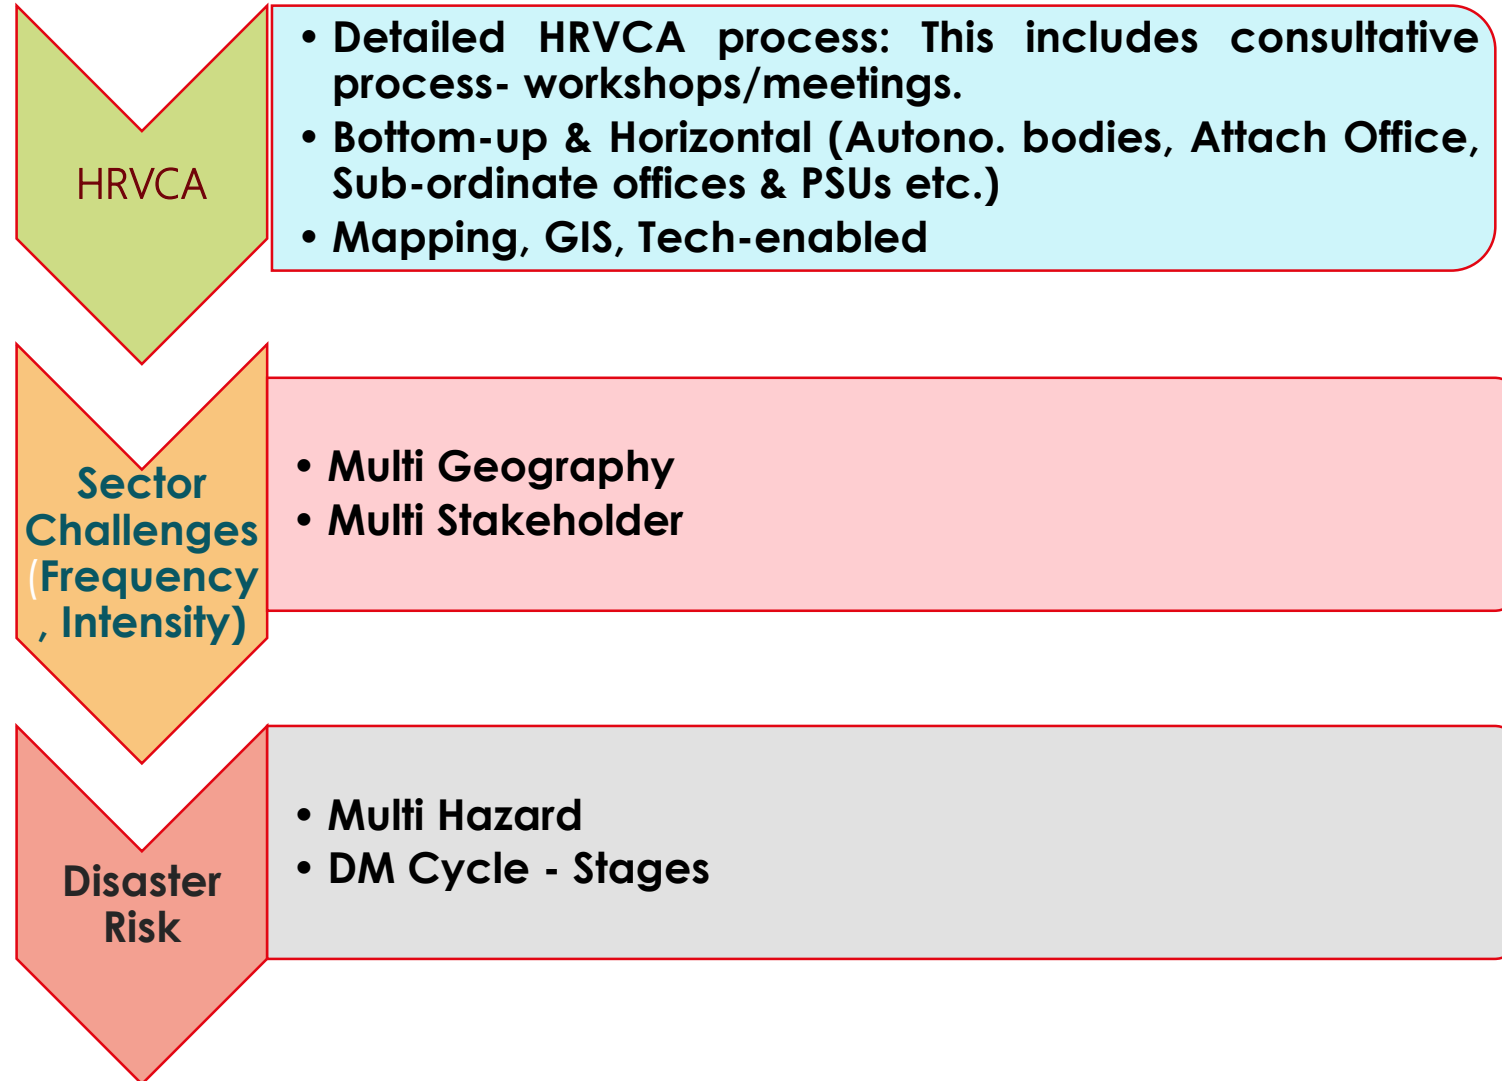 HRVCA
• Detailed HRVCA process: This includes consultative
process- workshops/meetings.
• Bottom-up & Horizontal (Autono. bodies, Attach Office,
Sub-ordinate offices & PSUs etc.)
• Mapping, GIS, Tech-enabled
Sector
Challenges
(Frequency
, Intensity)
• Multi Geography
• Multi Stakeholder
Disaster
Risk
• Multi Hazard
• DM Cycle - Stages